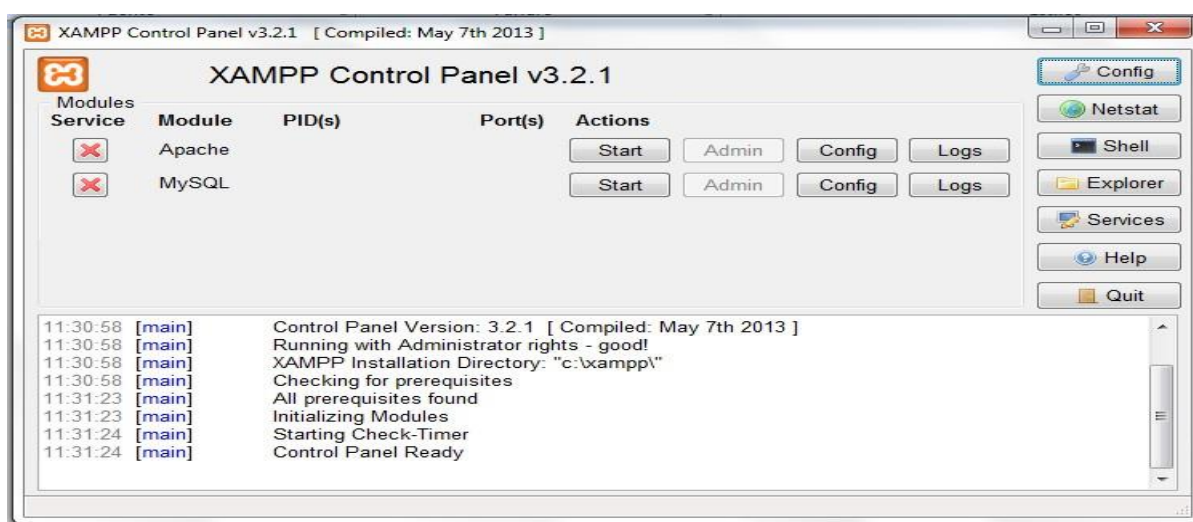 XAMPP Control Panel v3.2.1 [ Compiled: May 7th 2013 ]
XAMPP Control Panel v3.2.1
Config
Modules
Service Module PID(s) Port(s) Actions
Netstat
Apache Start Admin Config Logs
Shell
MySQL Start Admin Config Logs
Explorer
Services
Help
Quit
11:30:58 [main] Control Panel Version: 3.2.1 [ Compiled: May 7th 2013 ]
11:30:58 [main] Running with Administrator rights - good!
11:30:58 [main] XAMPP Installation Directory: "c:\xampp\"
11:30:58 [main] Checking for prerequisites
11:31:23 [main] All prerequisites found
11:31:23 [main] Initializing Modules
11:31:24 [main] Starting Check-Timer
11:31:24 [main] Control Panel Ready